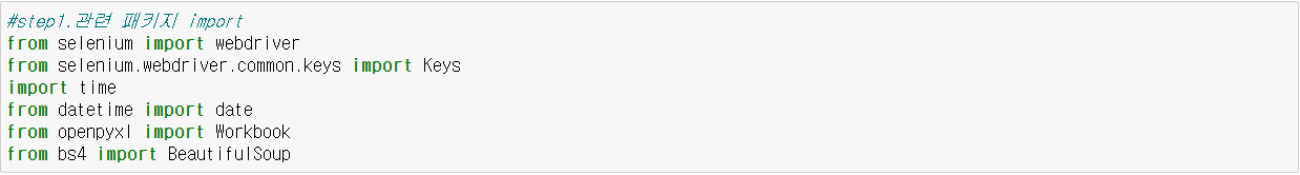 #step1.관련 패키지 import
from selenium import webdriver
from selenium.webdriver.common.keys import Keys
import time
from datetime import date
from openpyxl import Workbook
from bs4 import BeautifulSoup